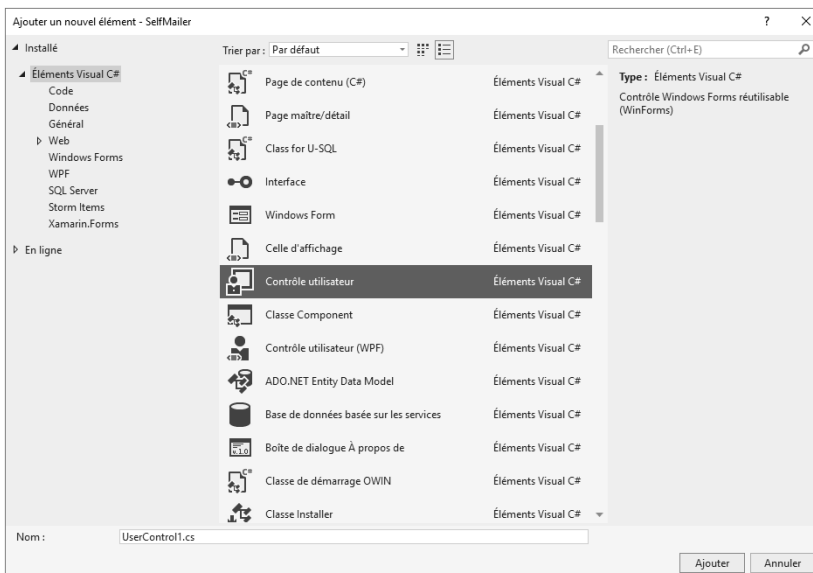 Ajouter un nouvel élément - SelfMailer
? X
Installé
Éléments Visual C#
Code
Données
Général
Web
Windows Forms
WPF
SQL Server
Storm Items
Xamarin.Forms
En ligne
Trier par : Par défaut
Page de contenu (C#) Éléments Visual C#
Page maître/détail Éléments Visual C#
Class for U-SQL Éléments Visual C#
Interface Éléments Visual C#
Windows Form Éléments Visual C#
Celle d'affichage Éléments Visual C#
Contrôle utilisateur Éléments Visual C#
Classe Component Éléments Visual C#
Contrôle utilisateur (WPF) Éléments Visual C#
ADO.NET Entity Data Model Éléments Visual C#
Base de données basée sur les services Éléments Visual C#
Boîte de dialogue À propos de Éléments Visual C#
Classe de démarrage OWIN Éléments Visual C#
Classe Installer Éléments Visual C#
Rechercher (Ctrl+E)
Type : Éléments Visual C#
Contrôle Windows Forms réutilisable
(WinForms)
Nom : UserControl1.cs
Ajouter Annuler